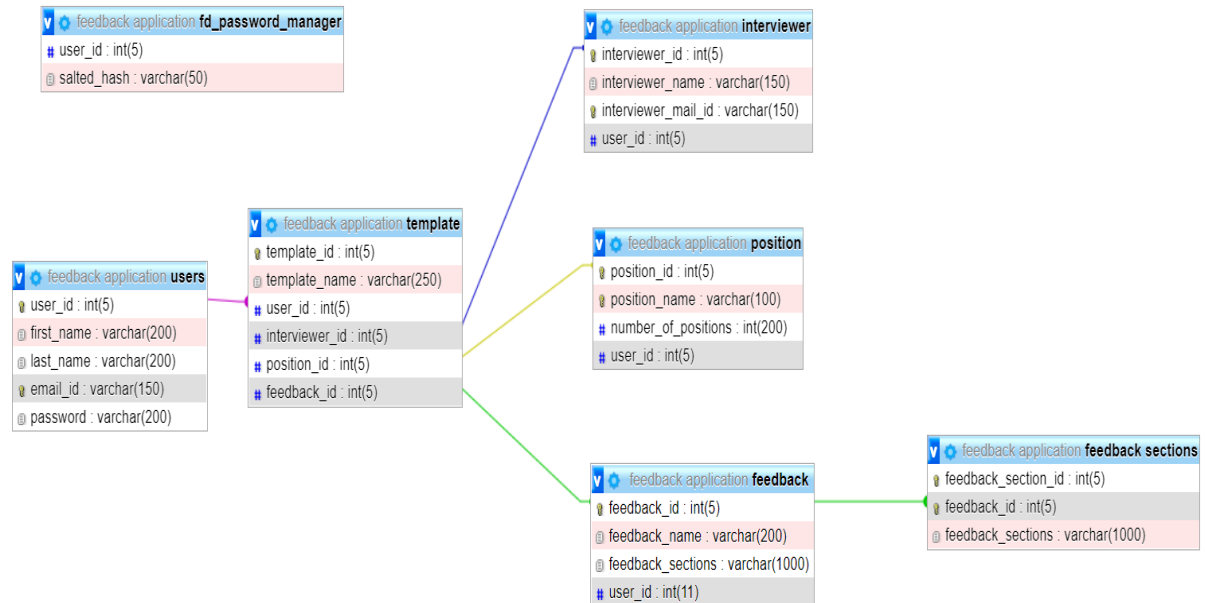 v feedback application fd_password_manager
# user_id : int(5)
salted_hash : varchar(50)
v feedback application interviewer
interviewer_id : int(5)
interviewer_name : varchar(150)
interviewer_mail_id : varchar(150)
# user_id : int(5)
v feedback application template
template_id : int(5)
template_name : varchar(250)
# user_id : int(5)
# interviewer_id : int(5)
# position_id : int(5)
# feedback_id : int(5)
v feedback application position
position_id : int(5)
position_name : varchar(100)
# number_of_positions : int(200)
# user_id : int(5)
v feedback application users
user_id : int(5)
first_name : varchar(200)
last_name : varchar(200)
email_id : varchar(150)
password : varchar(200)
v feedback application feedback
feedback_id : int(5)
feedback_name : varchar(200)
feedback_sections : varchar(1000)
# user_id : int(11)
v feedback application feedback sections
feedback_section_id : int(5)
feedback_id : int(5)
feedback_sections : varchar(1000)